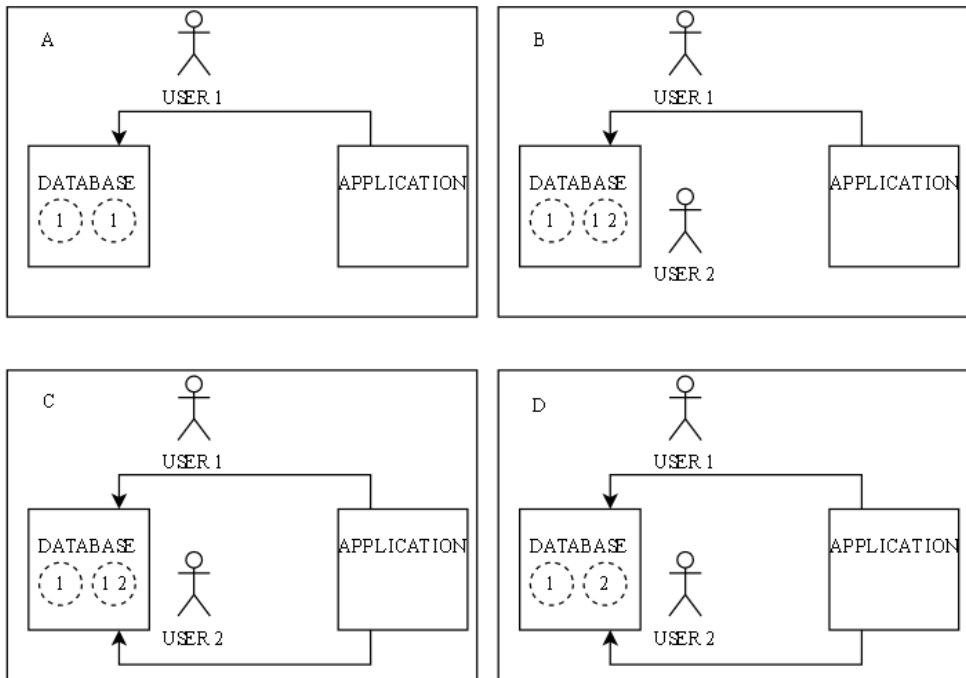 A
USER 1
DATABASE
1 1
APPLICATION
B
USER 1
DATABASE
1 1 2
APPLICATION
USER 2
C
USER 1
DATABASE
1 1 2
APPLICATION
USER 2
D
USER 1
DATABASE
1 2
APPLICATION
USER 2